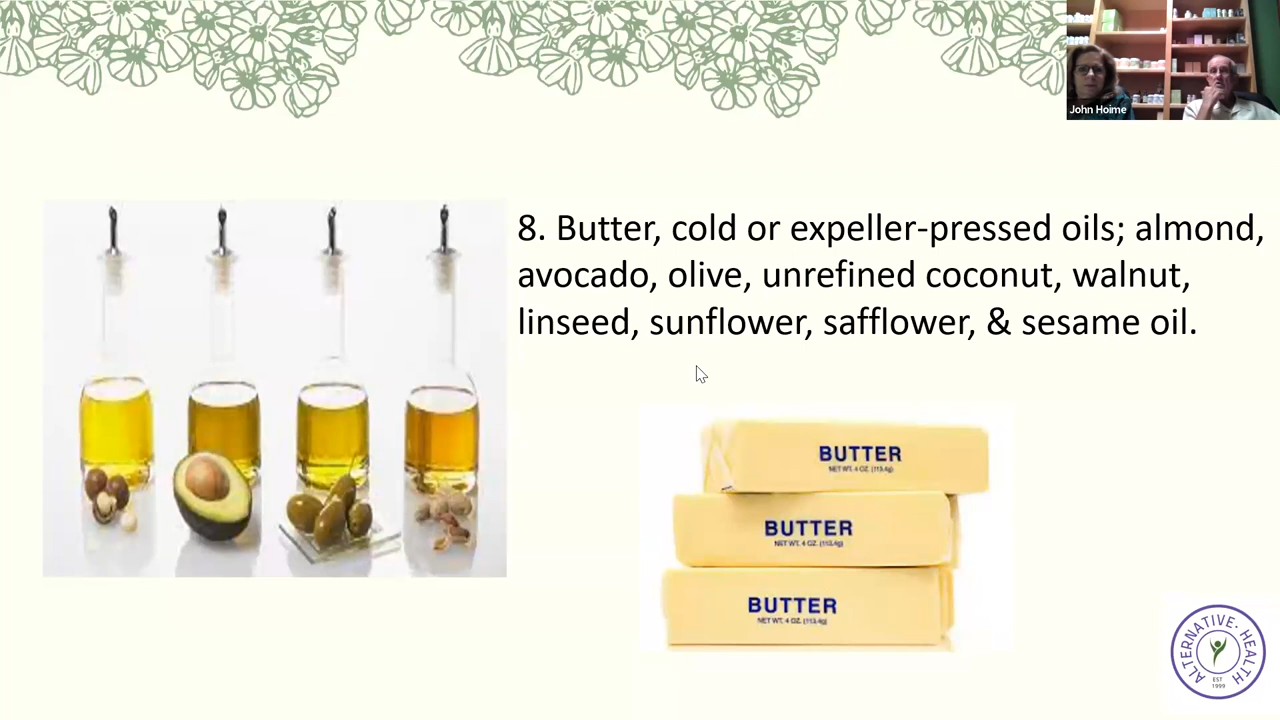 John Hoime
8. Butter, cold or expeller-pressed oils; almond,
avocado, olive, unrefined coconut, walnut,
linseed, sunflower, safflower, & sesame oil.
BUTTER
NET WT. 4 OZ. (113.4g)
BUTTER
NET WT. 4 OZ. (113.4g)
BUTTER
NET WT. 4 OZ. (113.4g)
ALTERNATIVE · HEALTH
EST
1999